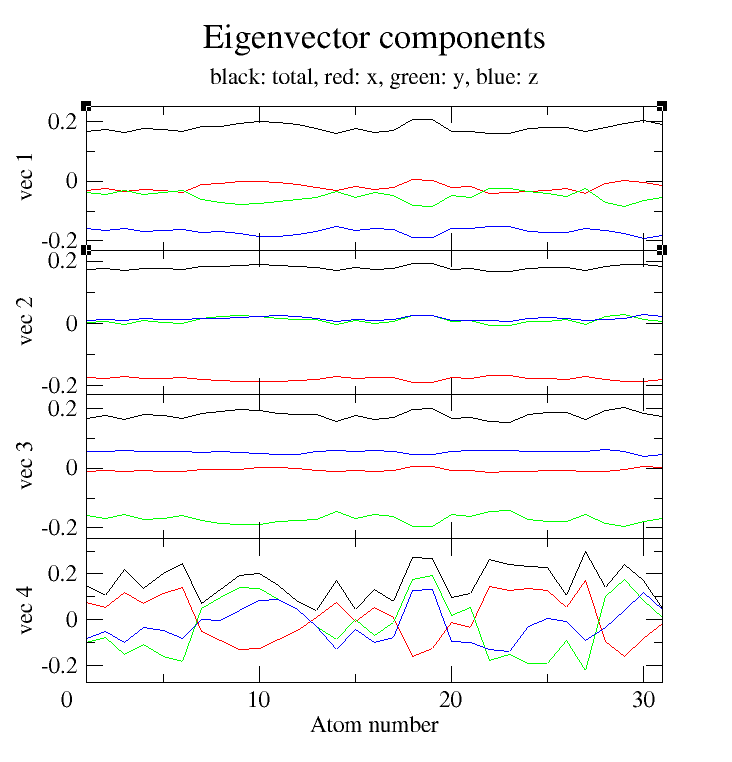 Eigenvector components
black: total, red: x, green: y, blue: z
0.2
0
-0.2
vec 1
0.2
0
-0.2
vec 2
0.2
0
-0.2
vec 3
0.2
0
-0.2
vec 4
0 10 20 30
Atom number